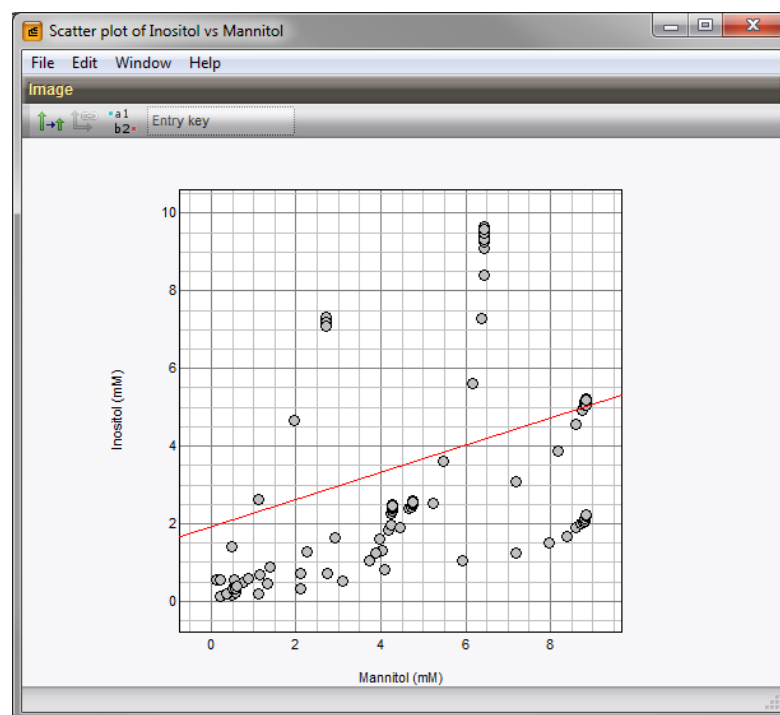 Scatter plot of Inositol vs Mannitol
File Edit Window Help
Image
a1
b2
Entry key
10
8
6
4
2
0
Inositol (mM)
0 2 4 6 8
Mannitol (mM)